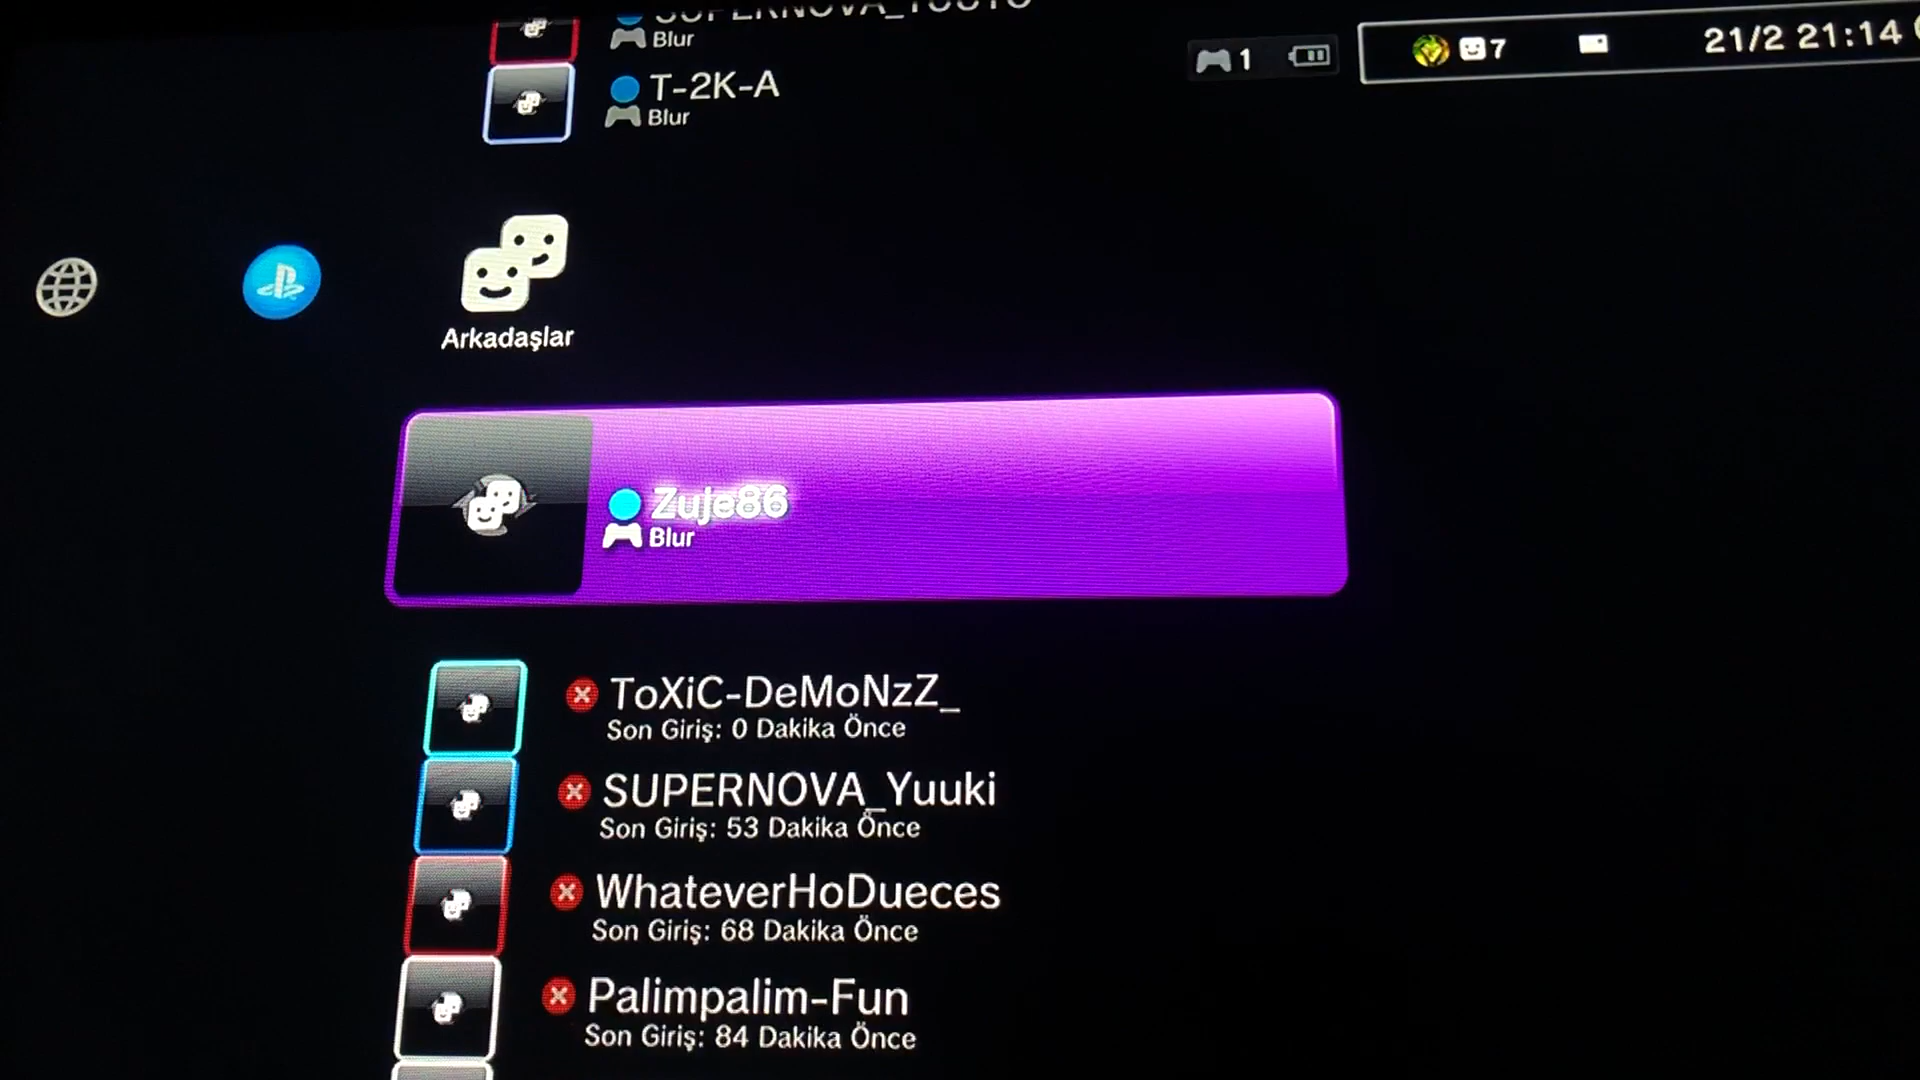 Blur
T-2K-A
Blur
1
7
21/2 21:14
Arkadaşlar
Zuje86
Blur
ToXiC-DeMoNzZ_
Son Giriş: 0 Dakika Önce
SUPERNOVA_Yuuki
Son Giriş: 53 Dakika Önce
WhateverHoDueces
Son Giriş: 68 Dakika Önce
Palimpalim-Fun
Son Giriş: 84 Dakika Önce